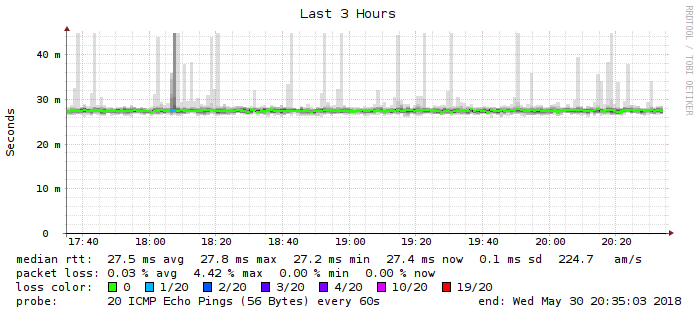 Last 3 Hours
RRDTOOL / TOBI OETIKER
Seconds
40 m
30 m
20 m
10 m
0
17:40 18:00 18:20 18:40 19:00 19:20 19:40 20:00 20:20
median rtt: 27.5 ms avg 27.8 ms max 27.2 ms min 27.4 ms now 0.1 ms sd 224.7 am/s
packet loss: 0.03 % avg 4.42 % max 0.00 % min 0.00 % now
loss color: 0 1/20 2/20 3/20 4/20 10/20 19/20
probe: 20 ICMP Echo Pings (56 Bytes) every 60s end: Wed May 30 20:35:03 2018